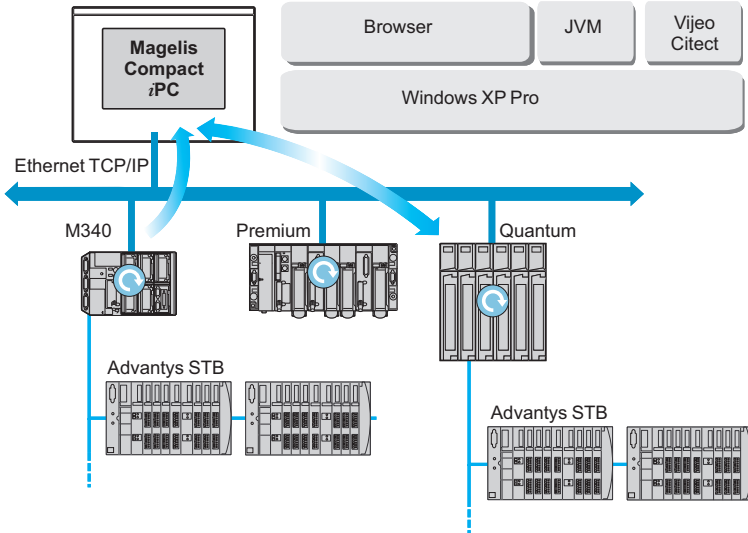 Magelis
Compact
iPC
Browser
JVM
Vijeo
Citect
Windows XP Pro
Ethernet TCP/IP
M340
Premium
Quantum
Advantys STB
Advantys STB